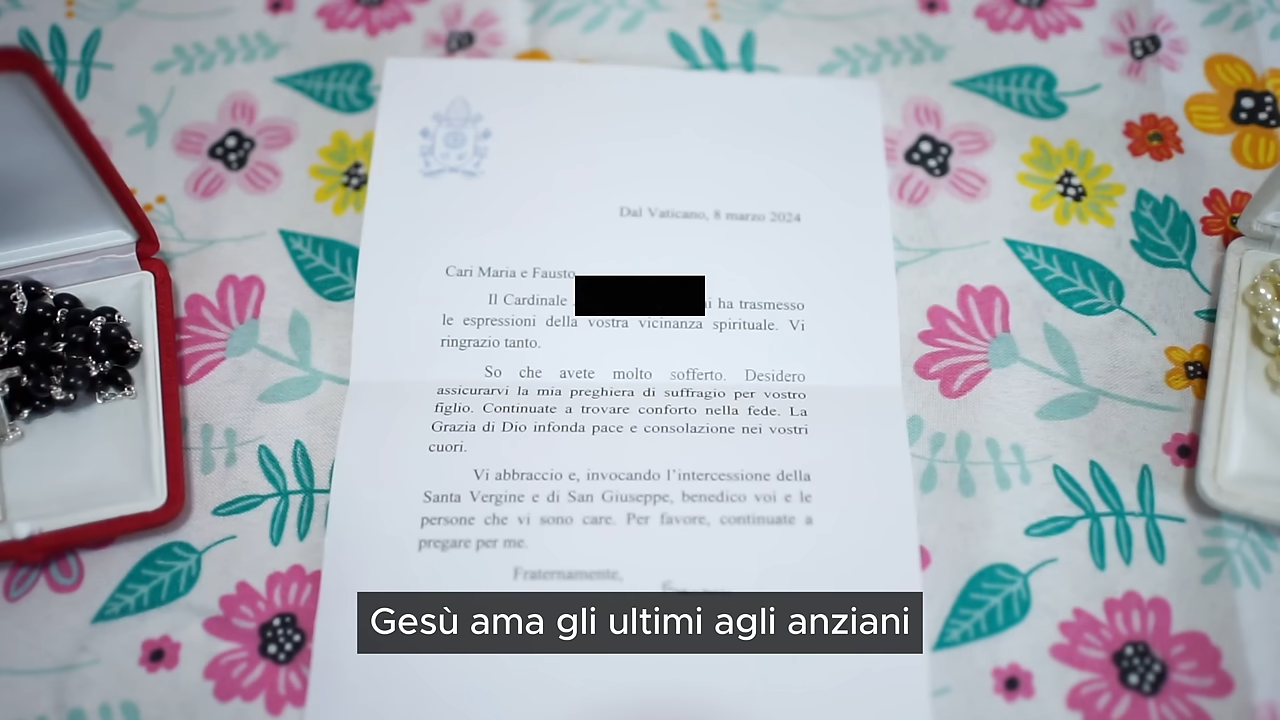 Dal Vaticano, 8 marzo 2024
Cari Maria e Fausto
Il Cardinale ha trasmesso
le espressioni della vostra vicinanza spirituale. Vi
ringrazio tanto.
So che avete molto sofferto. Desidero
assicurarvi la mia preghiera di suffragio per vostro
figlio. Continuate a trovare conforto nella fede. La
Grazia di Dio infonda pace e consolazione nei vostri
cuori.
Vi abbraccio e, invocando l'intercessione della
Santa Vergine e di San Giuseppe, benedico voi e le
persone che vi sono care. Per favore, continuate a
pregare per me.
Fraternamente,
Gesù ama gli ultimi agli anziani